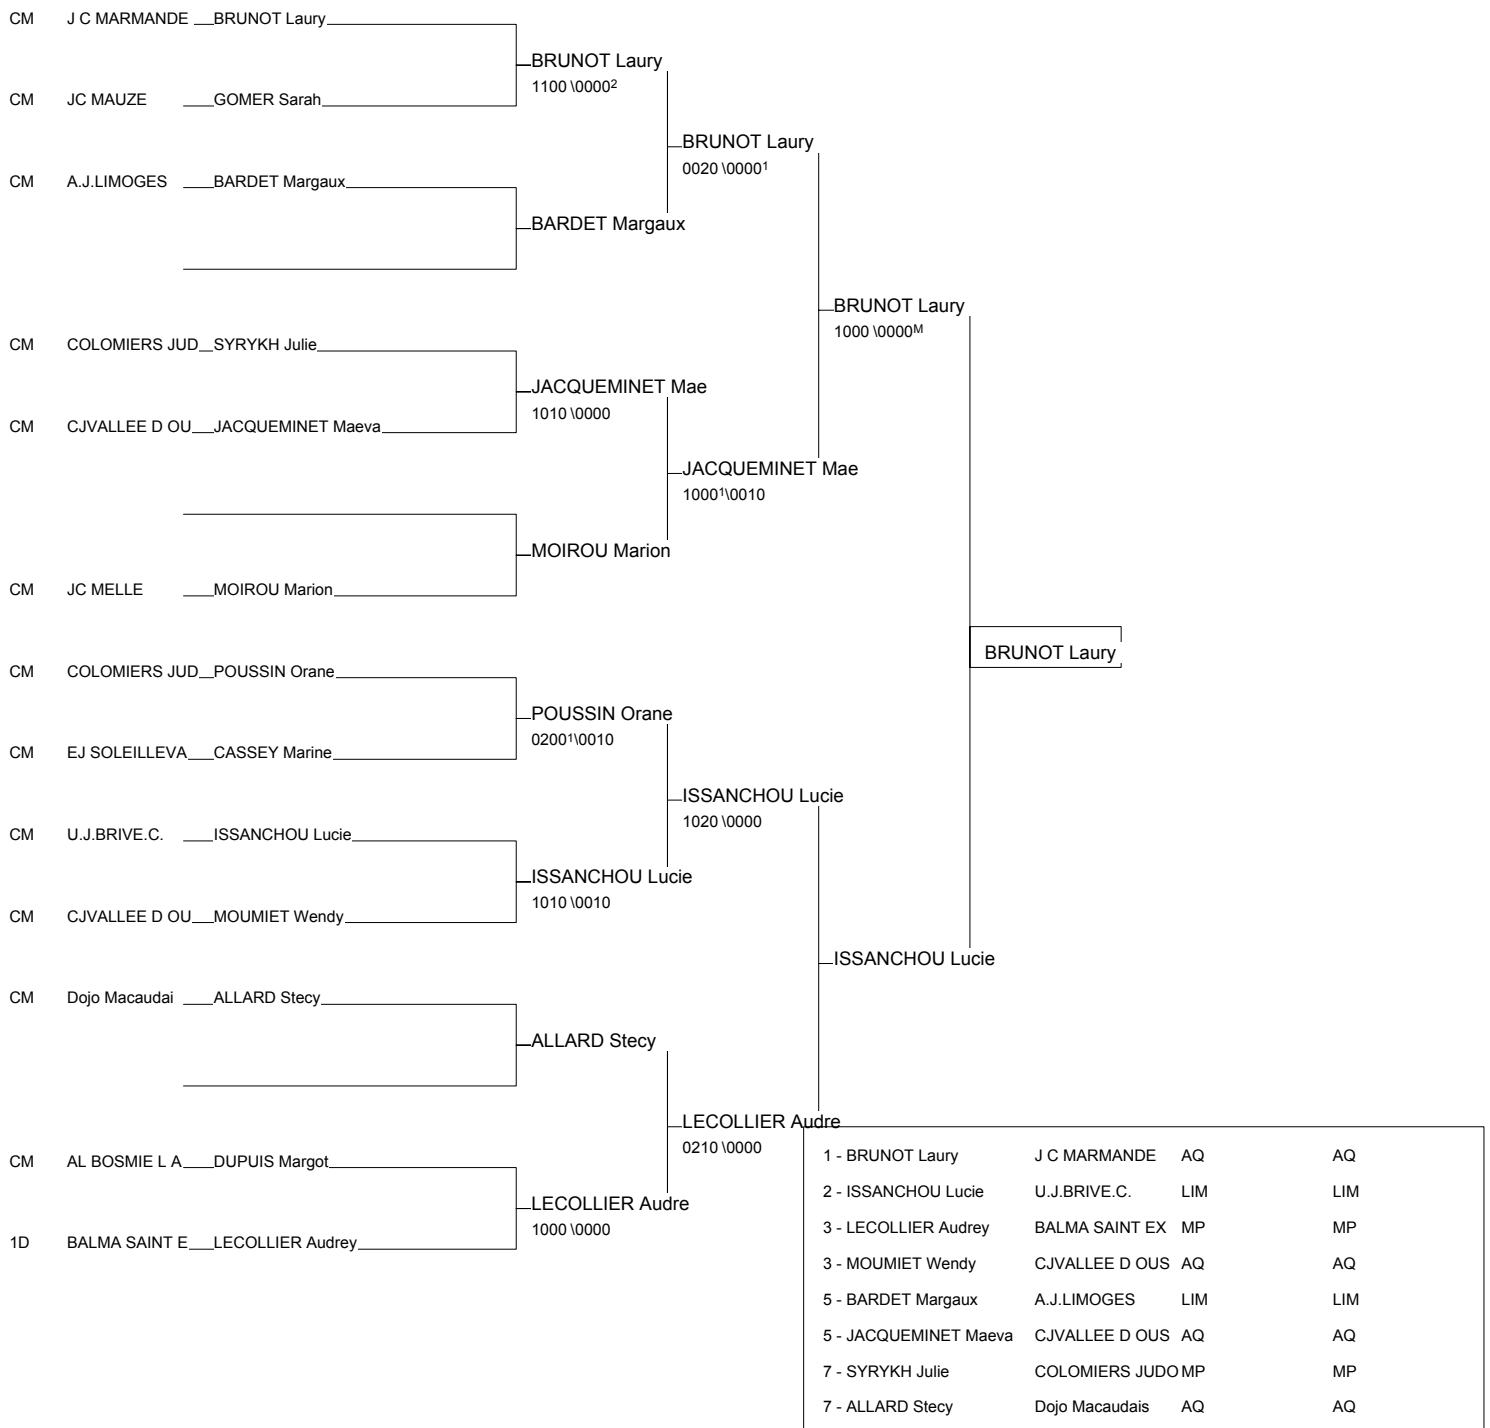 CM J C MARMANDE BRUNOT Laury
BRUNOT Laury
1100 \0000²
CM JC MAUZE GOMER Sarah
BRUNOT Laury
0020 \0000¹
CM A.J.LIMOGES BARDET Margaux
BARDET Margaux
BRUNOT Laury
1000 \0000ᴹ
CM COLOMIERS JUD SYRYKH Julie
JACQUEMINET Mae
1010 \0000
CM CJVALLEE D OU JACQUEMINET Maeva
JACQUEMINET Mae
1000¹\0010
MOIROU Marion
CM JC MELLE MOIROU Marion
BRUNOT Laury
CM COLOMIERS JUD POUSSIN Orane
POUSSIN Orane
0200¹\0010
CM EJ SOLEILLEVA CASSEY Marine
ISSANCHOU Lucie
1020 \0000
CM U.J.BRIVE.C. ISSANCHOU Lucie
ISSANCHOU Lucie
1010 \0010
CM CJVALLEE D OU MOUMIET Wendy
ISSANCHOU Lucie
CM Dojo Macaudai ALLARD Stecy
ALLARD Stecy
LECOLLIER Audre
0210 \0000
CM AL BOSMIE L A DUPUIS Margot
LECOLLIER Audre
1000 \0000
1D BALMA SAINT E LECOLLIER Audrey
1 - BRUNOT Laury J C MARMANDE AQ AQ
2 - ISSANCHOU Lucie U.J.BRIVE.C. LIM LIM
3 - LECOLLIER Audrey BALMA SAINT EX MP MP
3 - MOUMIET Wendy CJVALLEE D OUS AQ AQ
5 - BARDET Margaux A.J.LIMOGES LIM LIM
5 - JACQUEMINET Maeva CJVALLEE D OUS AQ AQ
7 - SYRYKH Julie COLOMIERS JUDO MP MP
7 - ALLARD Stecy Dojo Macaudais AQ AQ